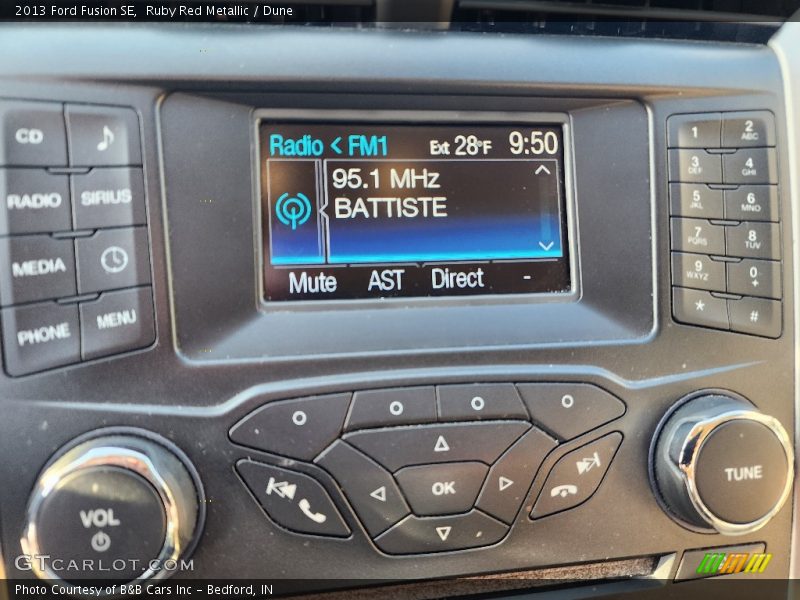 2013 Ford Fusion SE, Ruby Red Metallic / Dune
Radio < FM1 Ext 28°F 9:50
95.1 MHz
BATTISTE
Mute AST Direct -
CD
RADIO SIRIUS
MEDIA
PHONE MENU
1 2 ABC
3 DEF 4 GHI
5 JKL 6 MNO
7 PQRS 8 TUV
9 WXYZ 0 +
* #
OK
VOL
TUNE
GTCARLOT.COM
Photo Courtesy of B&B Cars Inc - Bedford, IN